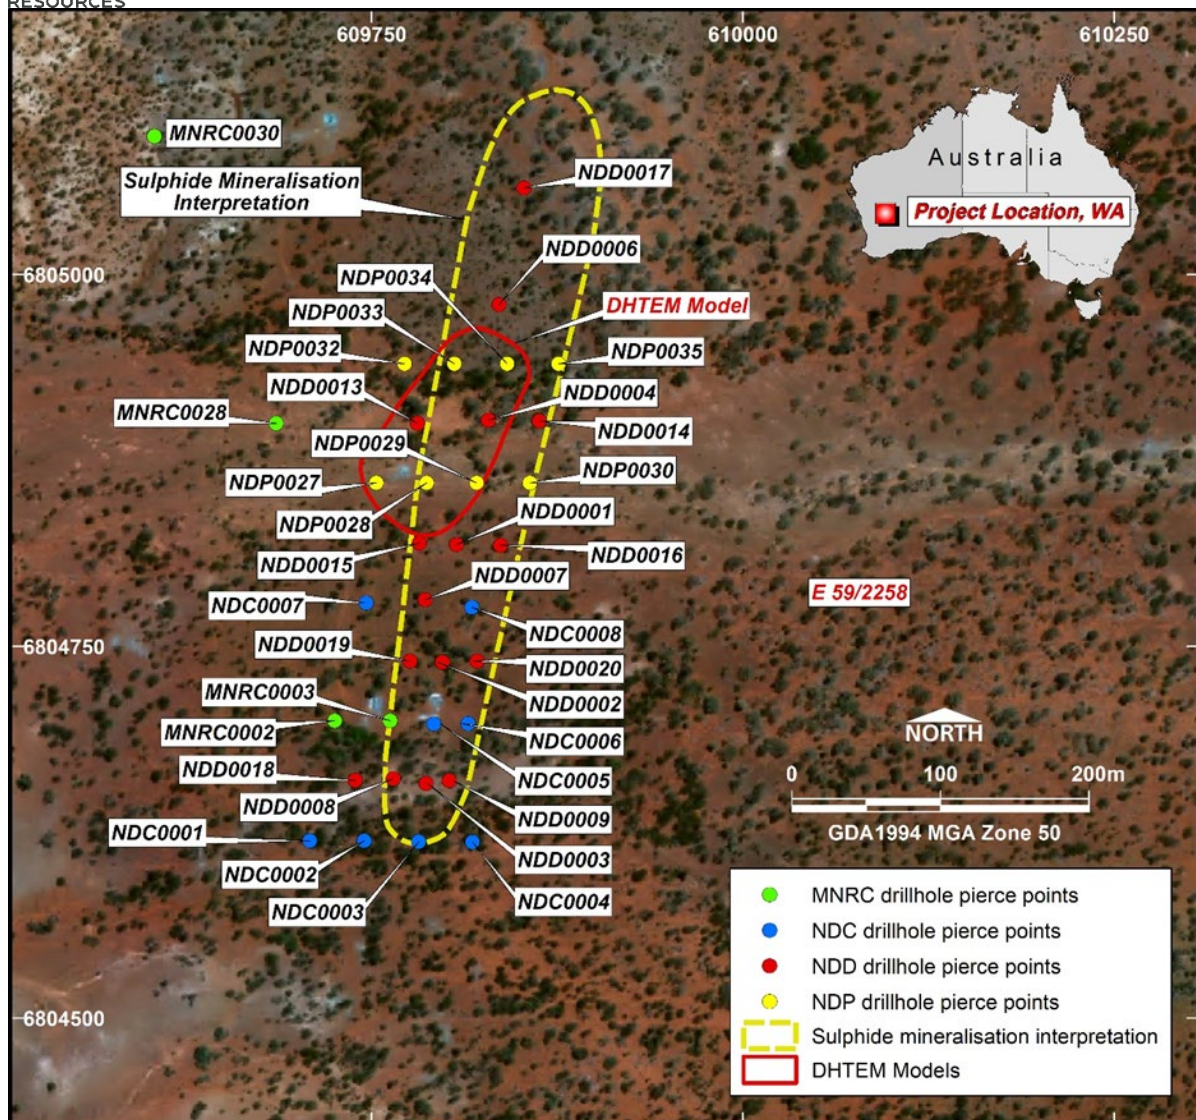 RESOURCES
609750
610000
610250
MNRC0030
Sulphide Mineralisation
Interpretation
NDD0017
Australia
Project Location, WA
NDD0006
6805000
NDP0034
DHTEM Model
NDP0033
NDP0032
NDP0035
NDD0013
NDD0004
MNRC0028
NDD0014
NDP0029
NDP0027
NDP0030
NDP0028
NDD0001
NDD0015
NDD0016
NDD0007
E 59/2258
NDC0007
NDC0008
6804750
NDD0019
NDD0020
MNRC0003
NDD0002
MNRC0002
NORTH
NDC0006
NDD0018
NDC0005
0
100
200m
NDD0008
NDD0009
GDA1994 MGA Zone 50
NDC0001
NDD0003
NDC0002
NDC0004
NDC0003
MNRC drillhole pierce points
NDC drillhole pierce points
NDD drillhole pierce points
NDP drillhole pierce points
6804500
Sulphide mineralisation interpretation
DHTEM Models